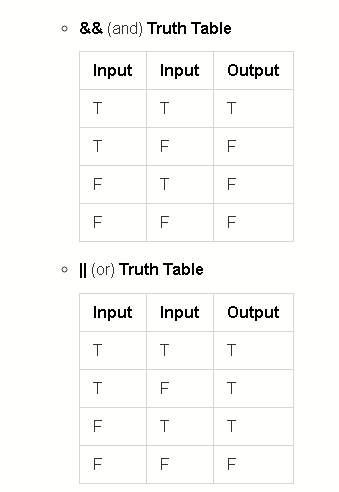 && (and) Truth Table
Input Input Output
T T T
T F F
F T F
F F F
|| (or) Truth Table
Input Input Output
T T T
T F T
F T T
F F F